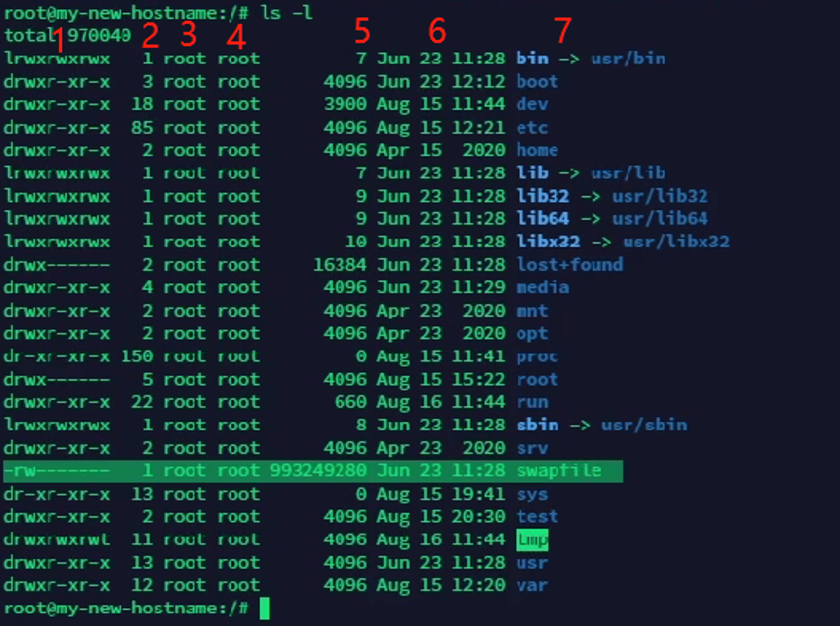 root@my-new-hostname:/# ls -l
total 970040
1 2 3 4 5 6 7
lrwxrwxrwx 1 root root 7 Jun 23 11:28 bin -> usr/bin
drwxr-xr-x 3 root root 4096 Jun 23 12:12 boot
drwxr-xr-x 18 root root 3900 Aug 15 11:44 dev
drwxr-xr-x 85 root root 4096 Aug 15 12:21 etc
drwxr-xr-x 2 root root 4096 Apr 15 2020 home
lrwxrwxrwx 1 root root 7 Jun 23 11:28 lib -> usr/lib
lrwxrwxrwx 1 root root 9 Jun 23 11:28 lib32 -> usr/lib32
lrwxrwxrwx 1 root root 9 Jun 23 11:28 lib64 -> usr/lib64
lrwxrwxrwx 1 root root 10 Jun 23 11:28 libx32 -> usr/libx32
drwx------ 2 root root 16384 Jun 23 11:28 lost+found
drwxr-xr-x 4 root root 4096 Jun 23 11:29 media
drwxr-xr-x 2 root root 4096 Apr 23 2020 mnt
drwxr-xr-x 2 root root 4096 Apr 23 2020 opt
dr-xr-xr-x 150 root root 0 Aug 15 11:41 proc
drwx------ 5 root root 4096 Aug 15 15:22 root
drwxr-xr-x 22 root root 660 Aug 16 11:44 run
lrwxrwxrwx 1 root root 8 Jun 23 11:28 sbin -> usr/sbin
drwxr-xr-x 2 root root 4096 Apr 23 2020 srv
-rw------- 1 root root 993249280 Jun 23 11:28 swapfile
dr-xr-xr-x 13 root root 0 Aug 15 19:41 sys
drwxr-xr-x 2 root root 4096 Aug 15 20:30 test
drwxrwxrwt 11 root root 4096 Aug 16 11:44 tmp
drwxr-xr-x 13 root root 4096 Jun 23 11:28 usr
drwxr-xr-x 12 root root 4096 Aug 15 12:20 var
root@my-new-hostname:/#